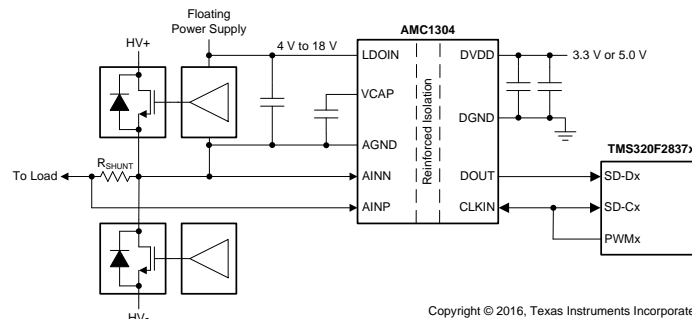 Floating
Power Supply
HV+
4 V to 18 V
AMC1304
LDOIN
DVDD
3.3 V or 5.0 V
VCAP
Reinforced Isolation
DGND
AGND
TMS320F2837x
RSHUNT
To Load
AINN
DOUT
SD-Dx
AINP
CLKIN
SD-Cx
PWMx
HV-
Copyright © 2016, Texas Instruments Incorporate